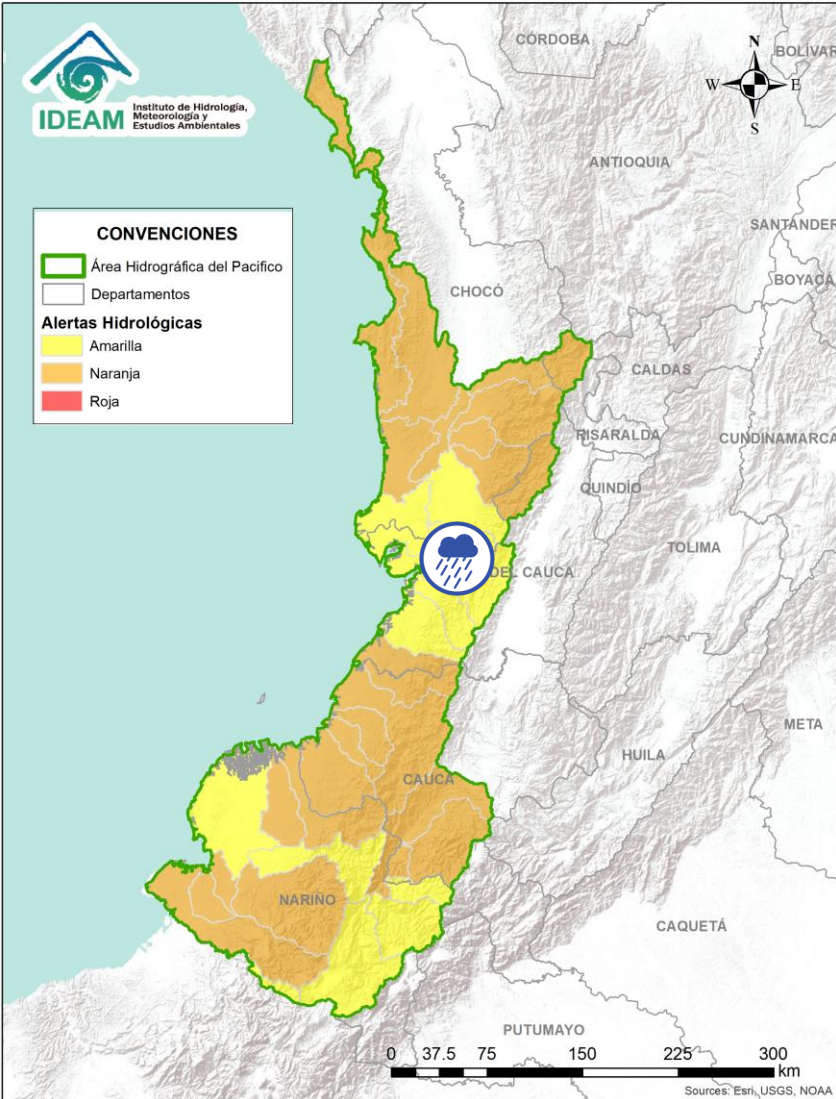 IDEAM
Instituto de Hidrología,
Meteorología y
Estudios Ambientales
CÓRDOBA
BOLÍVAR
N
W
E
S
ANTIOQUIA
SANTANDER
BOYACÁ
CONVENCIONES
Área Hidrográfica del Pacifico
Departamentos
Alertas Hidrológicas
Amarilla
Naranja
Roja
CHOCÓ
CALDAS
RISARALDA
CUNDINAMARCA
QUINDÍO
TOLIMA
DEL CAUCA
META
HUILA
CAUCA
NARIÑO
CAQUETÁ
PUTUMAYO
0 37.5 75 150 225 300
km
Sources: Esri, USGS, NOAA